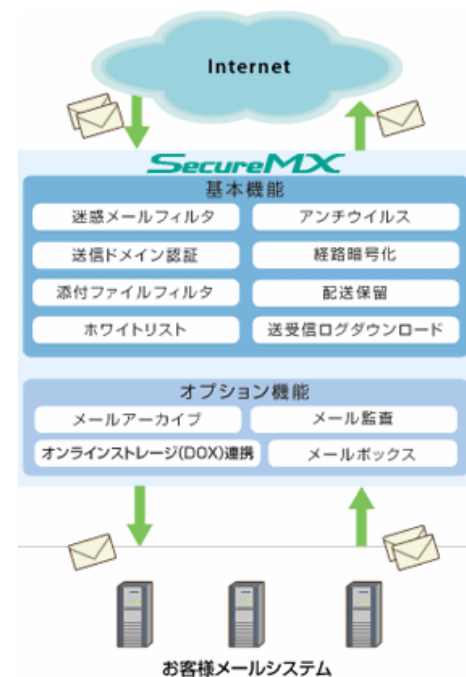 Internet
SecureMX
基本機能
迷惑メールフィルタ
アンチウイルス
送信ドメイン認証
経路暗号化
添付ファイルフィルタ
配送保留
ホワイトリスト
送受信ログダウンロード
オプション機能
メールアーカイブ
メール監査
オンラインストレージ(DOX)連携
メールボックス
お客様メールシステム